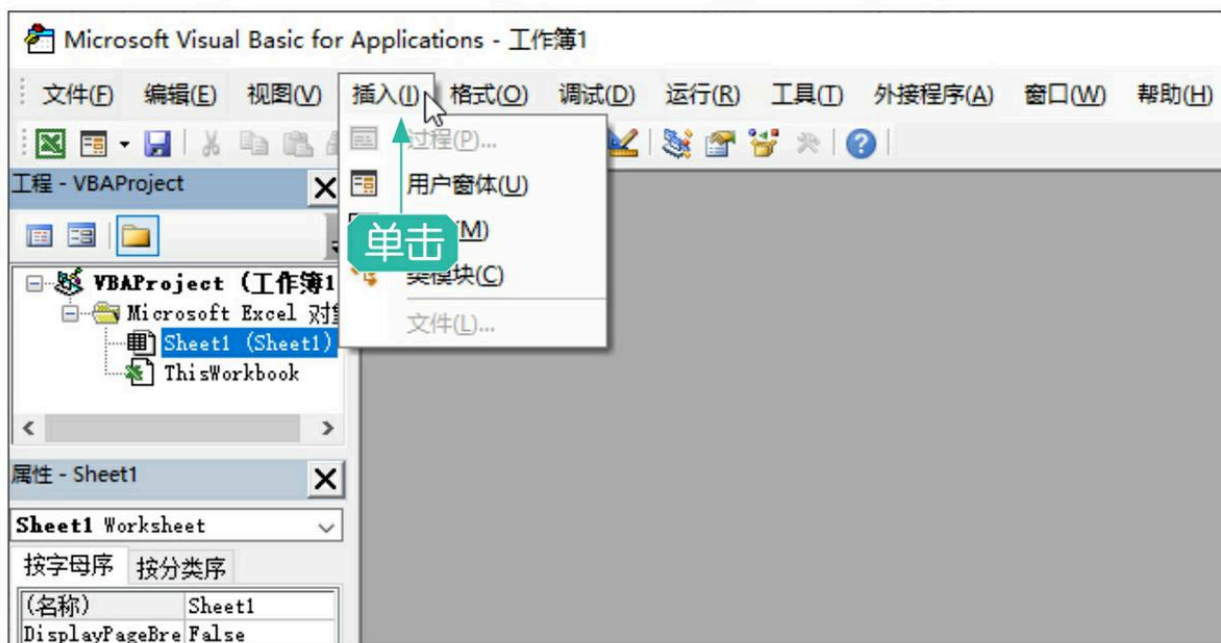 Microsoft Visual Basic for Applications - 工作簿1
文件(F) 编辑(E) 视图(V) 插入(I) 格式(O) 调试(D) 运行(R) 工具(T) 外接程序(A) 窗口(W) 帮助(H)
过程(P)...
用户窗体(U)
单击
(M)
类模块(C)
文件(L)...
工程 - VBAProject
VBAProject (工作簿1
Microsoft Excel
Sheet1 (Sheet1)
ThisWorkbook
属性 - Sheet1
Sheet1 Worksheet
按字母序 按分类序
(名称) Sheet1
DisplayPageBre False